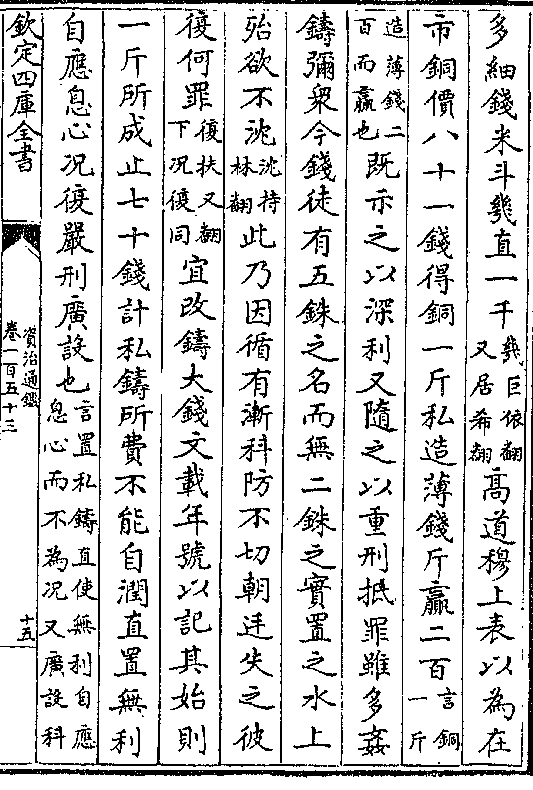 多細錢米斗幾直一千幾巨依翻又居希翻高道穆上表以為在
市銅價八十一錢得銅一斤私造薄錢斤贏二百言銅一斤
造薄錢二百而贏也既示之以深利又隨之以重刑抵罪雖多姦
鑄彌衆今錢徒有五銖之名而無二銖之實置之水上
殆欲不沈沈持林翻此乃因循有漸科防不切朝廷失之彼
復何罪復扶又翻下况復同宜改鑄大錢文載年號以記其始則
一斤所成止七十錢計私鑄所費不能自潤直置無利
自應息心况復嚴刑廣設也言置私鑄直使無利自應息心而不為况又廣設科
欽定四庫全書
資治通鑑
卷一百五十三
十五